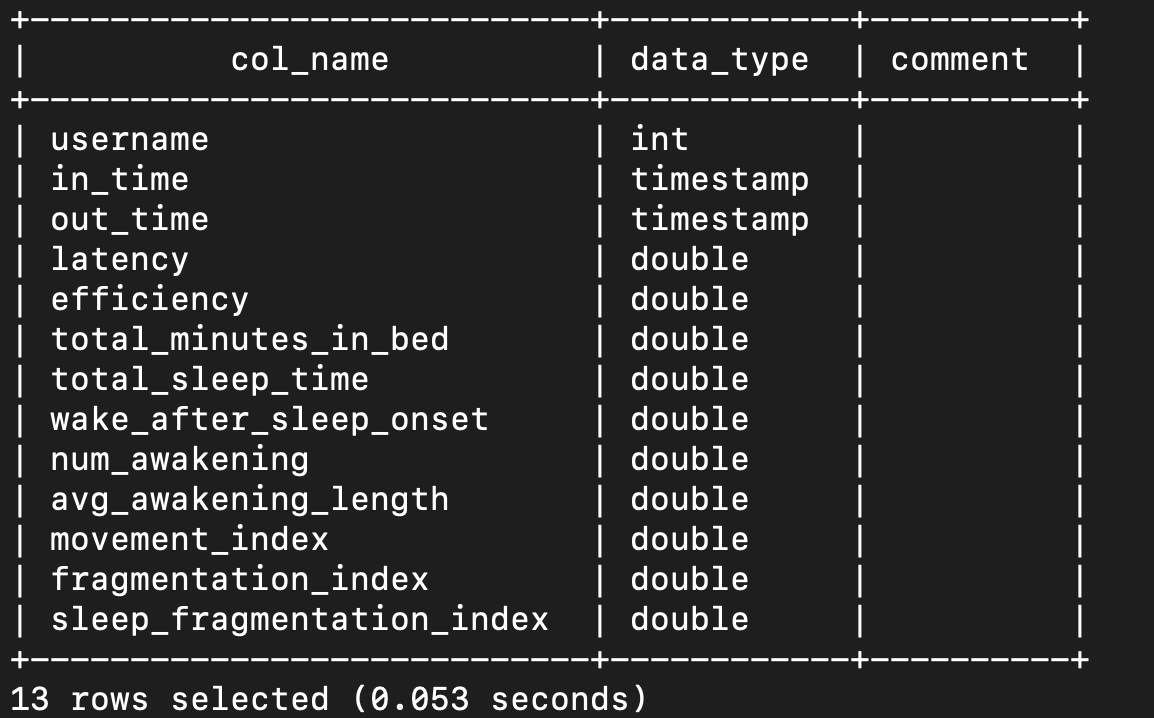 +----------------------------+------------+----------+
|          col_name          | data_type  | comment  |
+----------------------------+------------+----------+
| username                   | int        |          |
| in_time                    | timestamp  |          |
| out_time                   | timestamp  |          |
| latency                    | double     |          |
| efficiency                 | double     |          |
| total_minutes_in_bed       | double     |          |
| total_sleep_time           | double     |          |
| wake_after_sleep_onset     | double     |          |
| num_awakening              | double     |          |
| avg_awakening_length       | double     |          |
| movement_index             | double     |          |
| fragmentation_index        | double     |          |
| sleep_fragmentation_index  | double     |          |
+----------------------------+------------+----------+
13 rows selected (0.053 seconds)